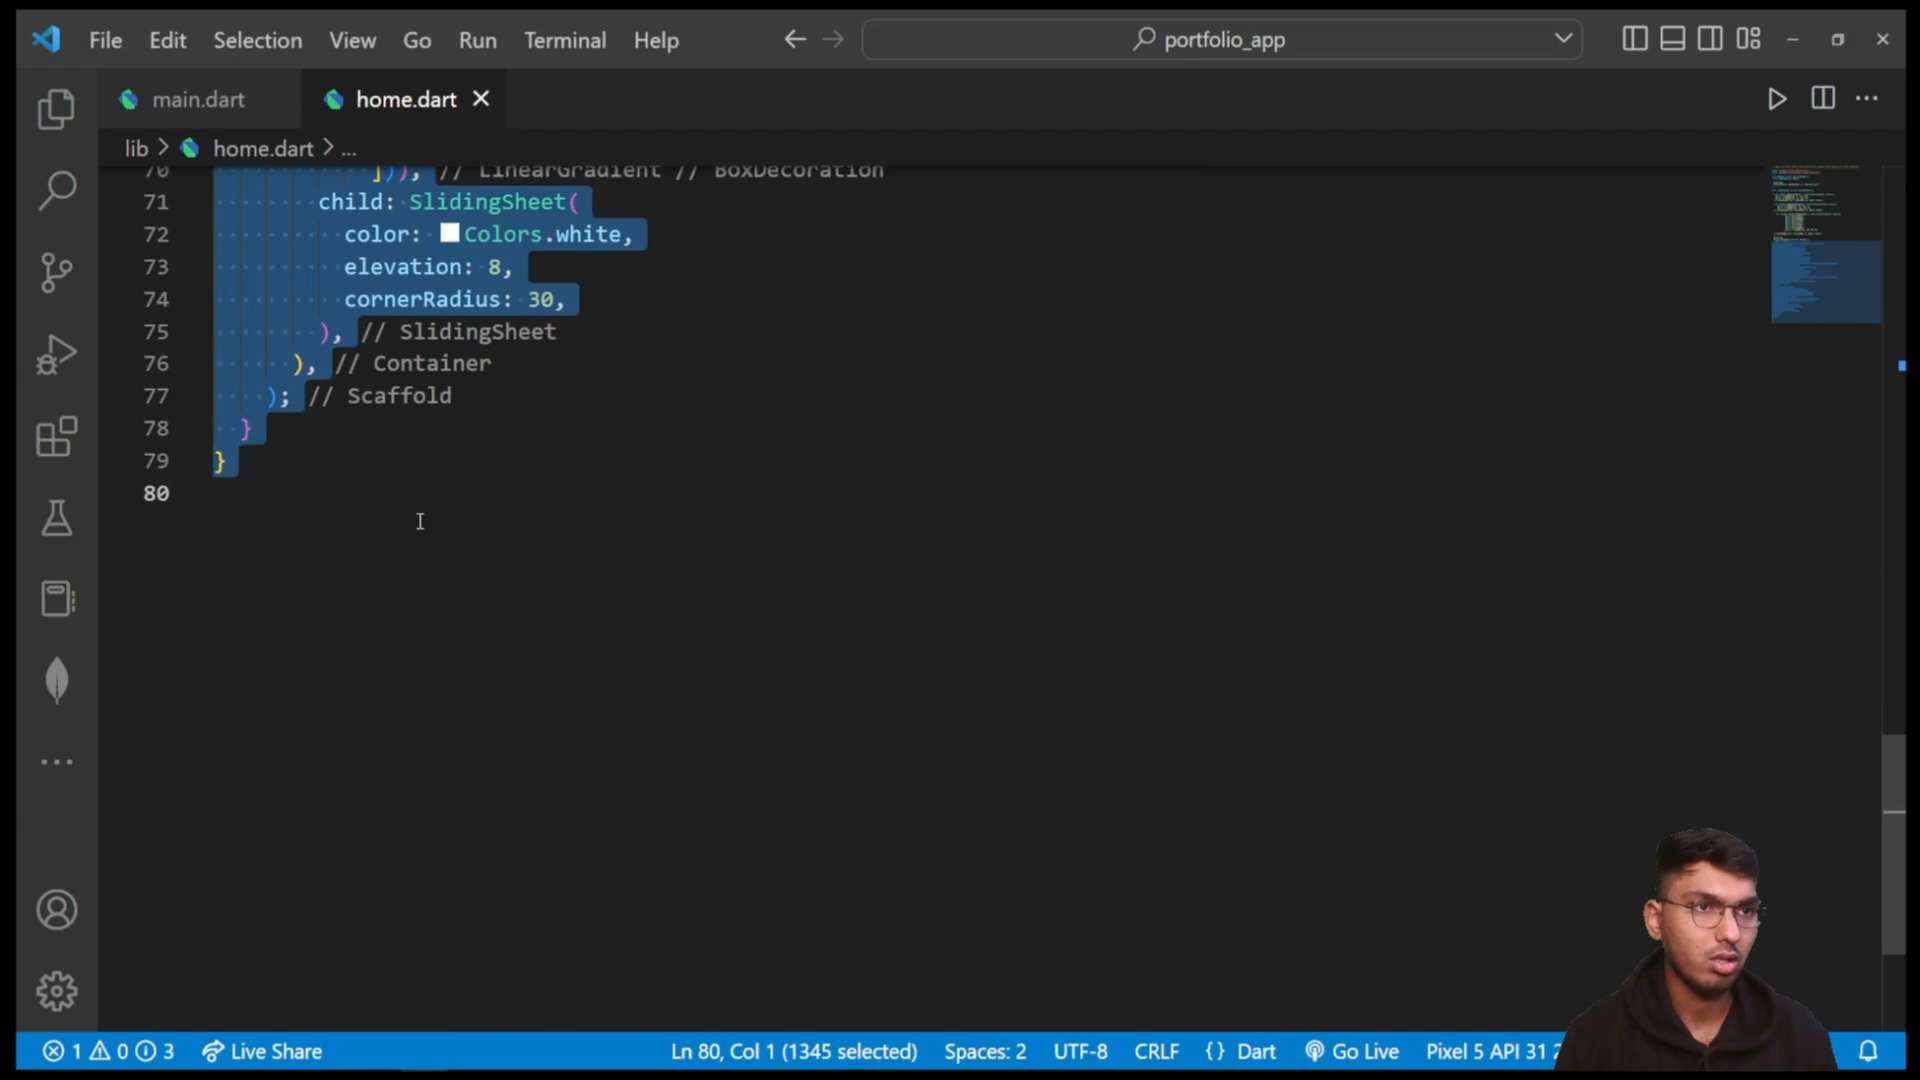 File Edit Selection View Go Run Terminal Help portfolio_app
main.dart home.dart
lib > home.dart > ...
70 ])), // LinearGradient // BoxDecoration
71 child: SlidingSheet(
72 color: Colors.white,
73 elevation: 8,
74 cornerRadius: 30,
75 ), // SlidingSheet
76 ), // Container
77 ); // Scaffold
78 }
79 }
80
1 0 3 Live Share Ln 80, Col 1 (1345 selected) Spaces: 2 UTF-8 CRLF {} Dart Go Live Pixel 5 API 31